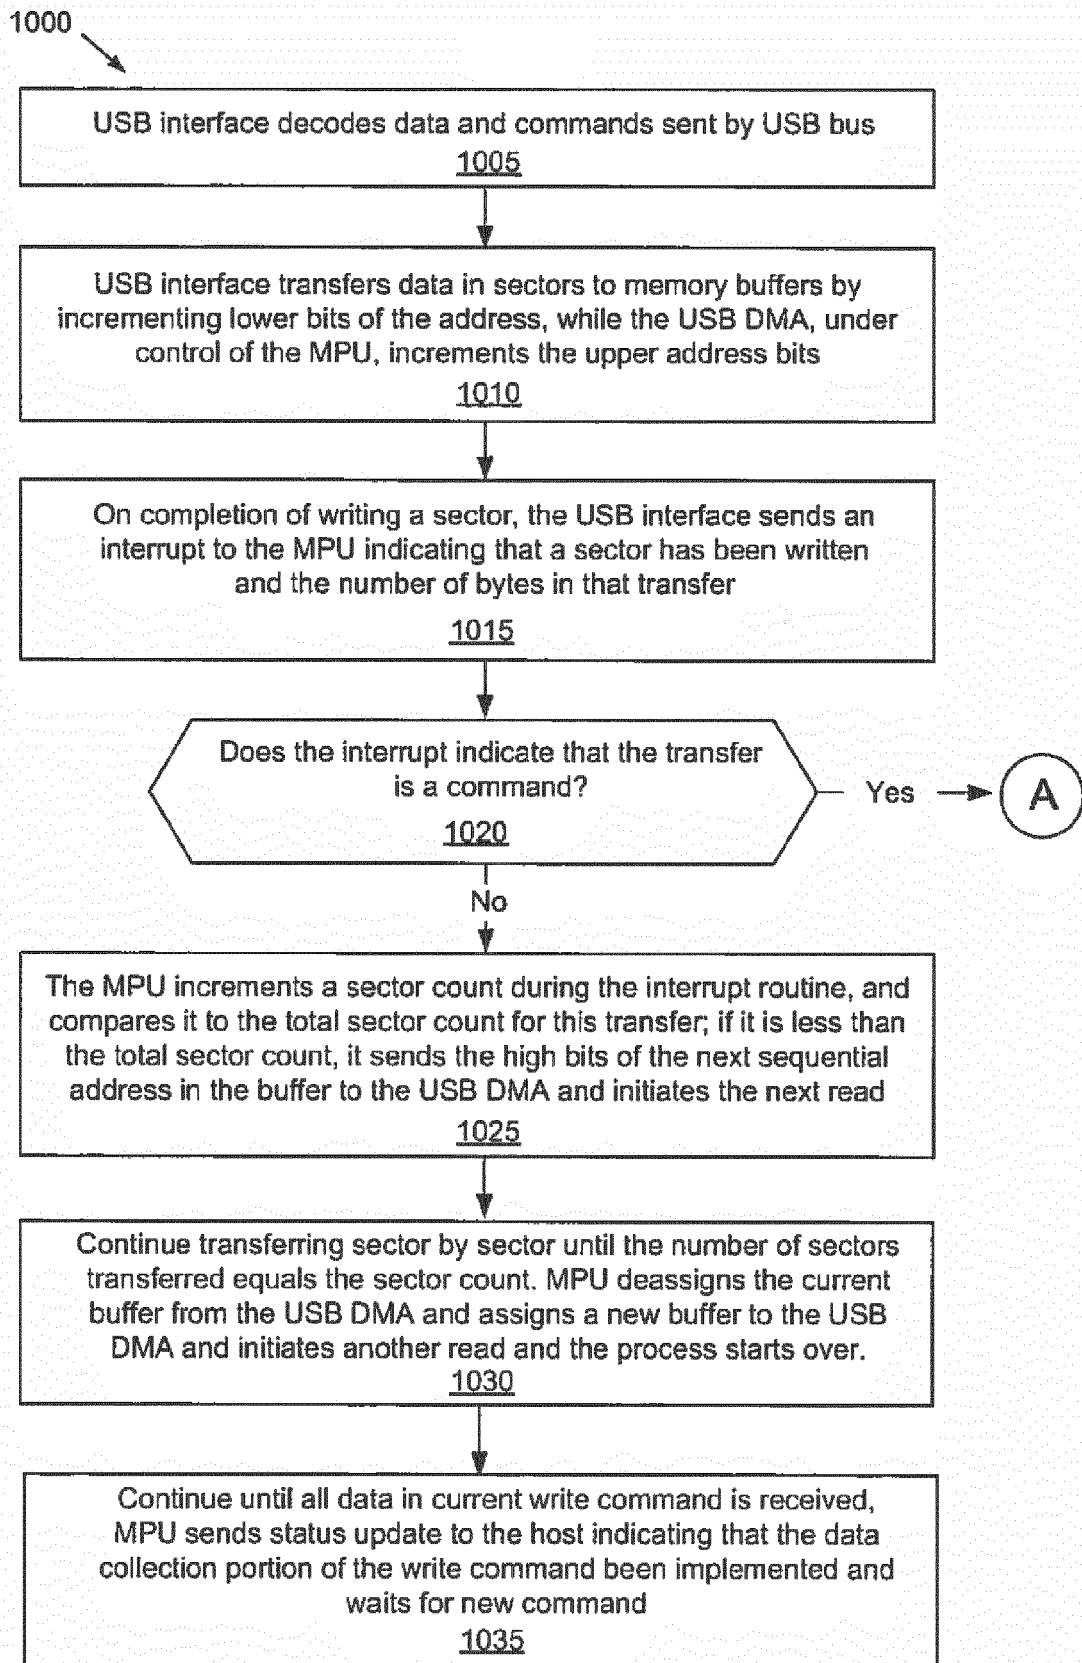 1000
USB interface decodes data and commands sent by USB bus
1005
USB interface transfers data in sectors to memory buffers by
incrementing lower bits of the address, while the USB DMA, under
control of the MPU, increments the upper address bits
1010
On completion of writing a sector, the USB interface sends an
interrupt to the MPU indicating that a sector has been written
and the number of bytes in that transfer
1015
Does the interrupt indicate that the transfer
is a command?
1020
Yes
A
No
The MPU increments a sector count during the interrupt routine, and
compares it to the total sector count for this transfer; if it is less than
the total sector count, it sends the high bits of the next sequential
address in the buffer to the USB DMA and initiates the next read
1025
Continue transferring sector by sector until the number of sectors
transferred equals the sector count. MPU deassigns the current
buffer from the USB DMA and assigns a new buffer to the USB
DMA and initiates another read and the process starts over.
1030
Continue until all data in current write command is received,
MPU sends status update to the host indicating that the data
collection portion of the write command been implemented and
waits for new command
1035